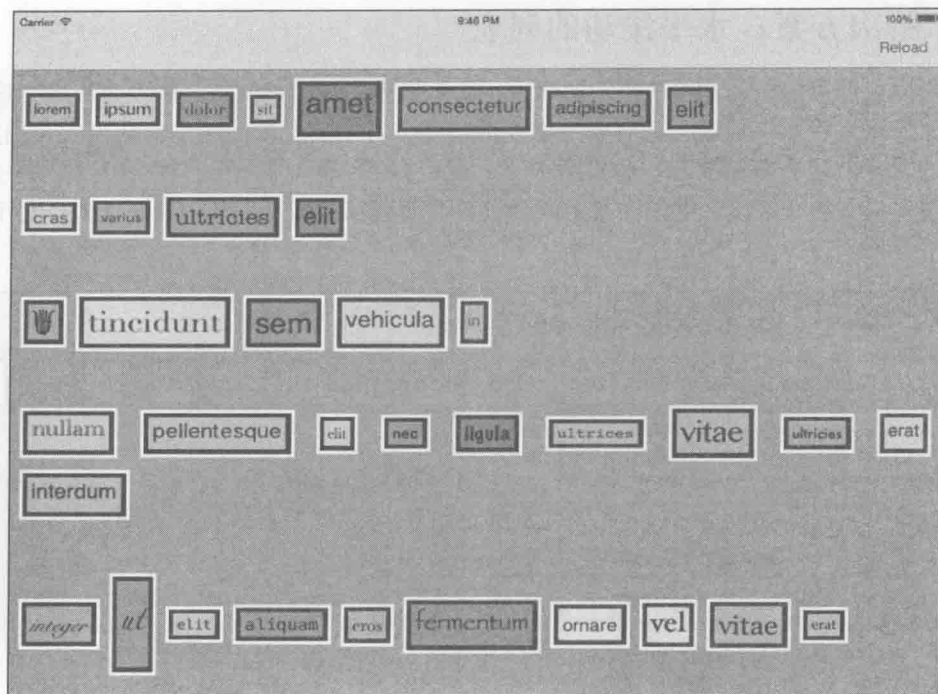 Carrier 9:46 PM 100%
Reload
lorem ipsum dolor sit amet consectetur adipiscing elit
cras varius ultricies elit
tincidunt sem vehicula in
nullam pellentesque elit nec ligula ultrices vitae ultricies erat
interdum
integer ut elit aliquam eros fermentum ornare vel vitae erat